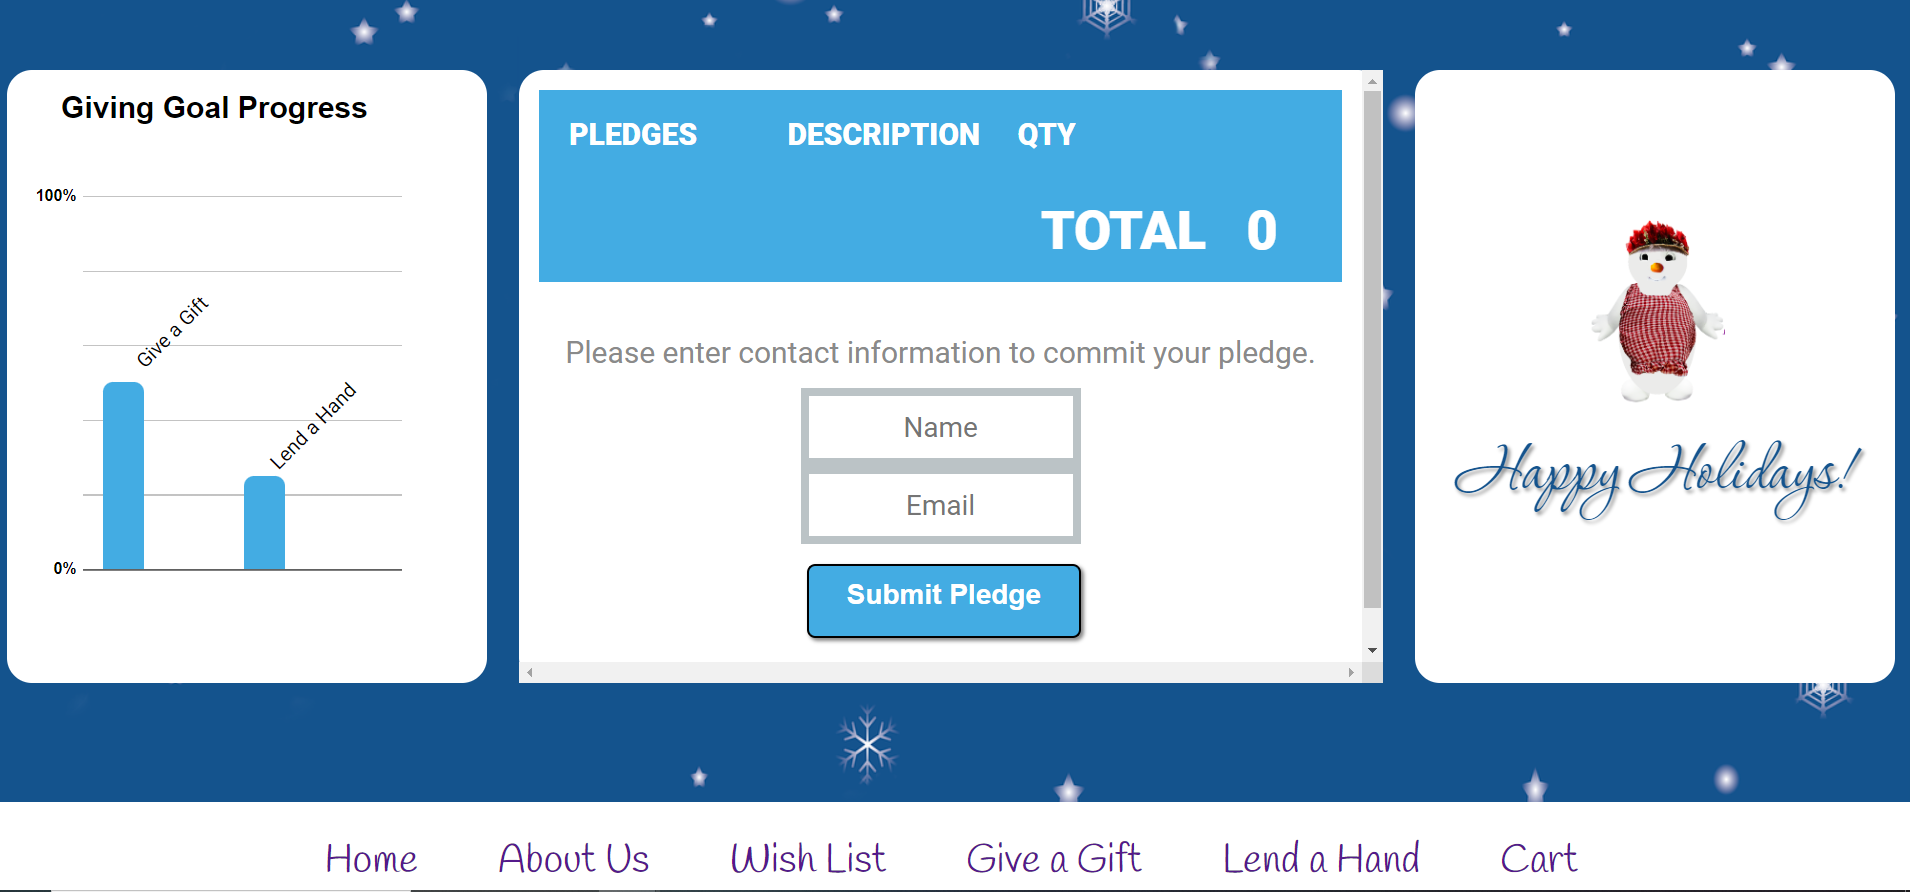 Giving Goal Progress
100%
Give a Gift
Lend a Hand
0%
PLEDGES DESCRIPTION QTY
TOTAL 0
Please enter contact information to commit your pledge.
Name
Email
Submit Pledge
Happy Holidays!
Home About Us Wish List Give a Gift Lend a Hand Cart